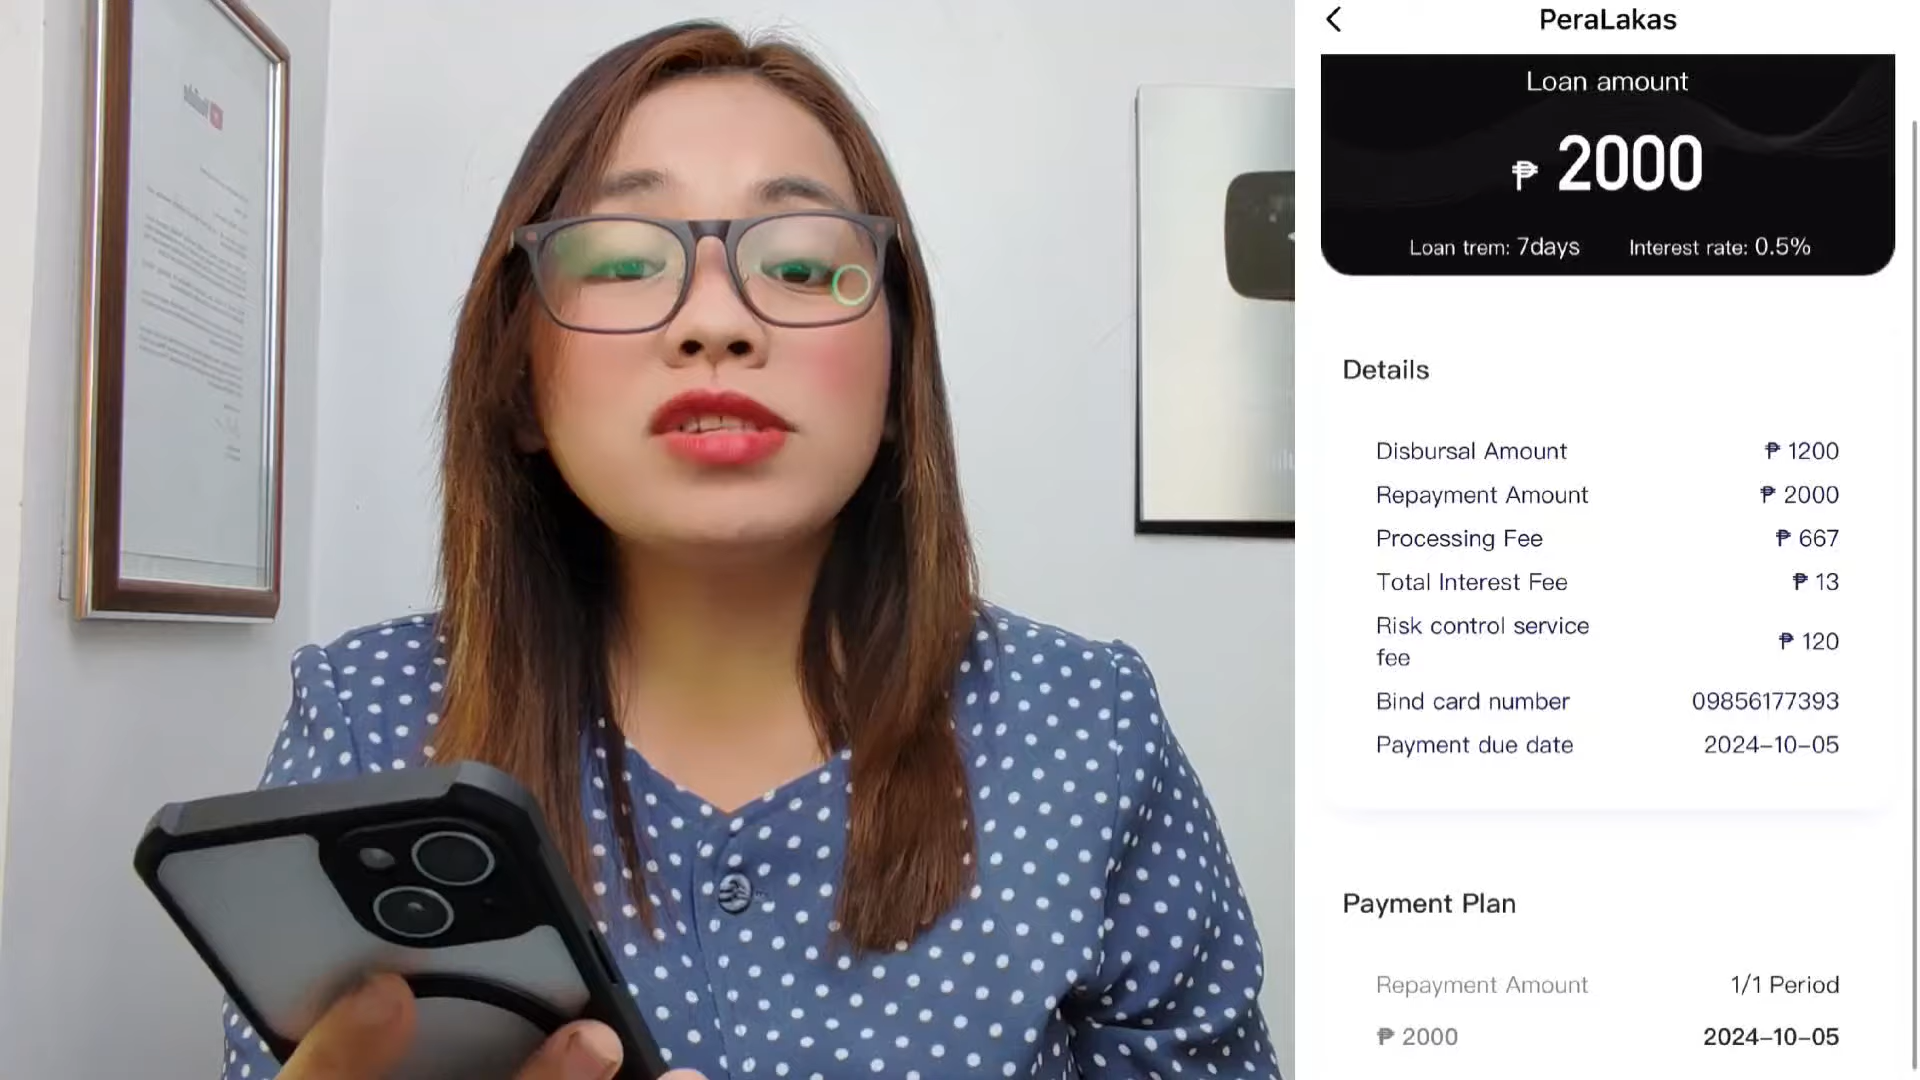 PeraLakas
Loan amount
₱ 2000
Loan trem: 7days Interest rate: 0.5%
Details
Disbursal Amount ₱ 1200
Repayment Amount ₱ 2000
Processing Fee ₱ 667
Total Interest Fee ₱ 13
Risk control service
fee ₱ 120
Bind card number 09856177393
Payment due date 2024-10-05
Payment Plan
Repayment Amount 1/1 Period
₱ 2000 2024-10-05